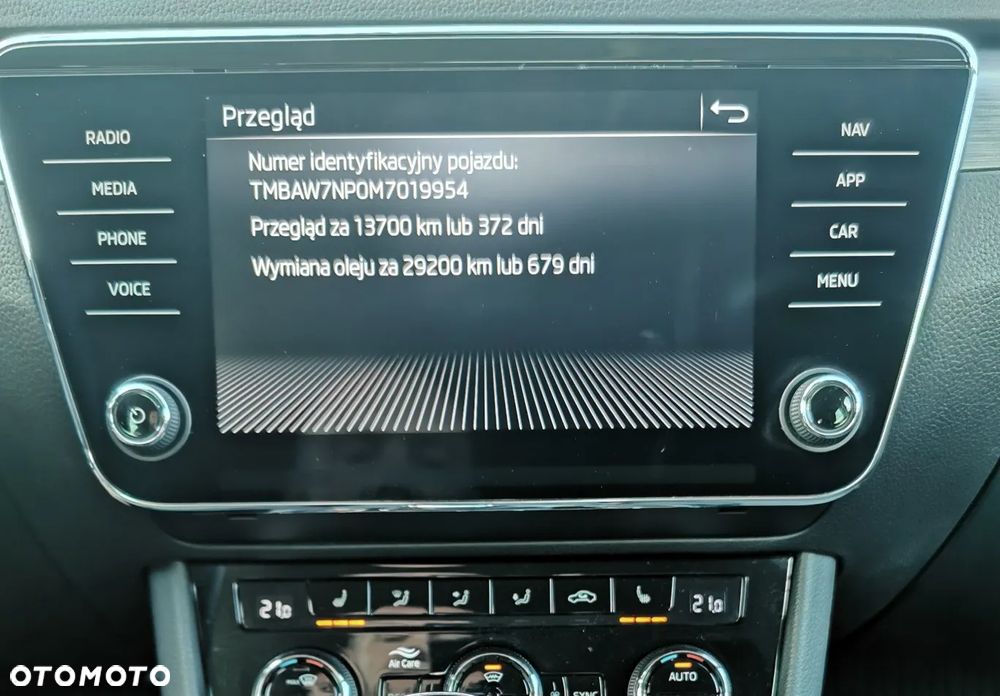 Przegląd
RADIO
MEDIA
PHONE
VOICE
Numer identyfikacyjny pojazdu:
TMBAW7NP0M7019954
Przegląd za 13700 km lub 372 dni
Wymiana oleju za 29200 km lub 679 dni
NAV
APP
CAR
MENU
21.0
21.0
Air Care
AUTO
SYNC
OTOMOTO